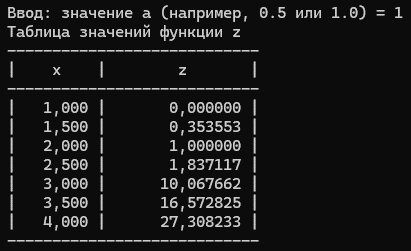 Ввод: значение a (например, 0.5 или 1.0) = 1
Таблица значений функции z
---------------------------
|    x    |        z       |
---------------------------
|   1,000 |       0,000000 |
|   1,500 |       0,353553 |
|   2,000 |       1,000000 |
|   2,500 |       1,837117 |
|   3,000 |      10,067662 |
|   3,500 |      16,572825 |
|   4,000 |      27,308233 |
---------------------------